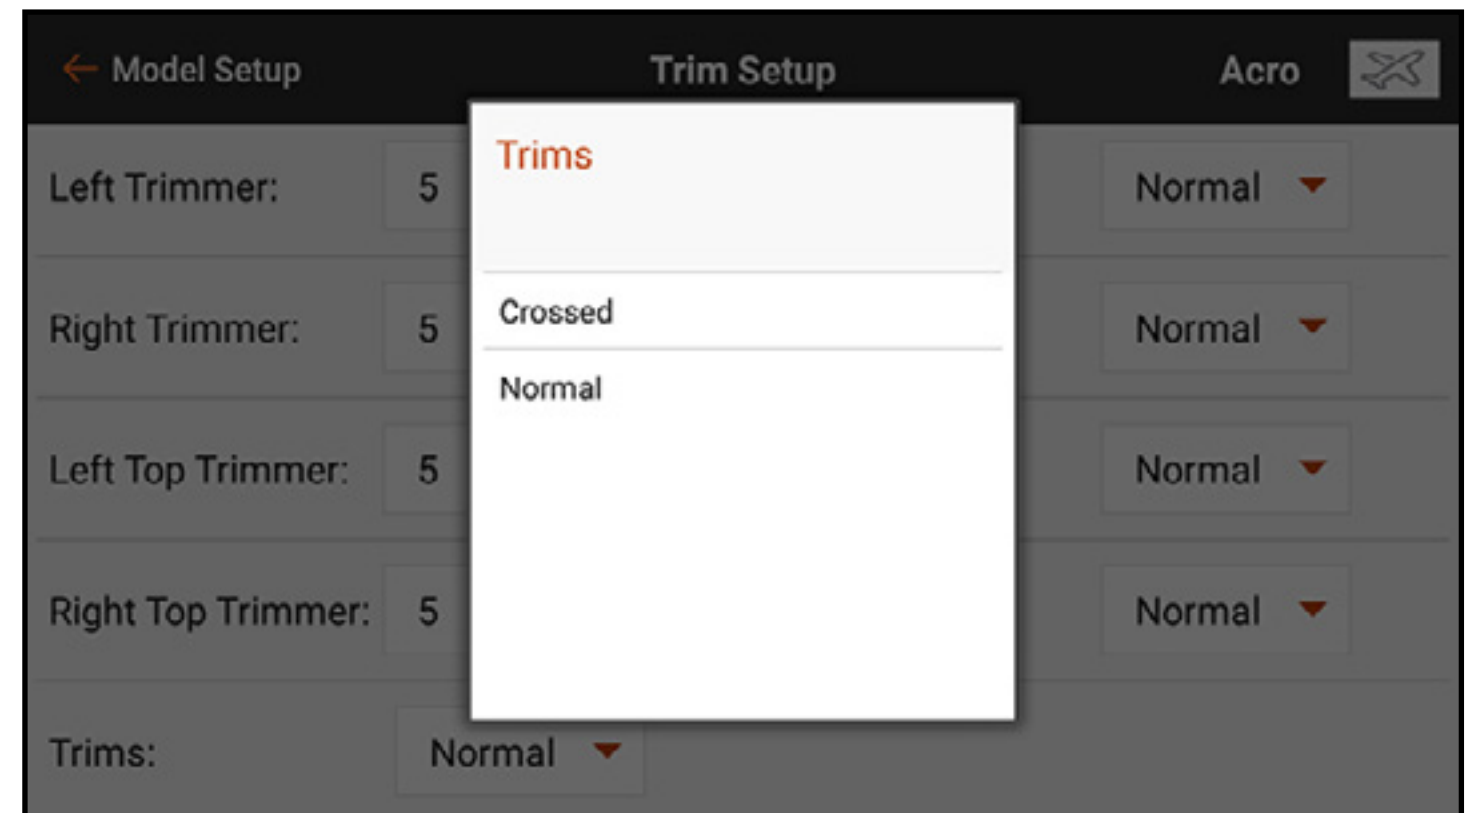 Model Setup Trim Setup Acro
Trims
Crossed
Normal
Left Trimmer: 5 Normal
Right Trimmer: 5 Normal
Left Top Trimmer: 5 Normal
Right Top Trimmer: 5 Normal
Trims: Normal